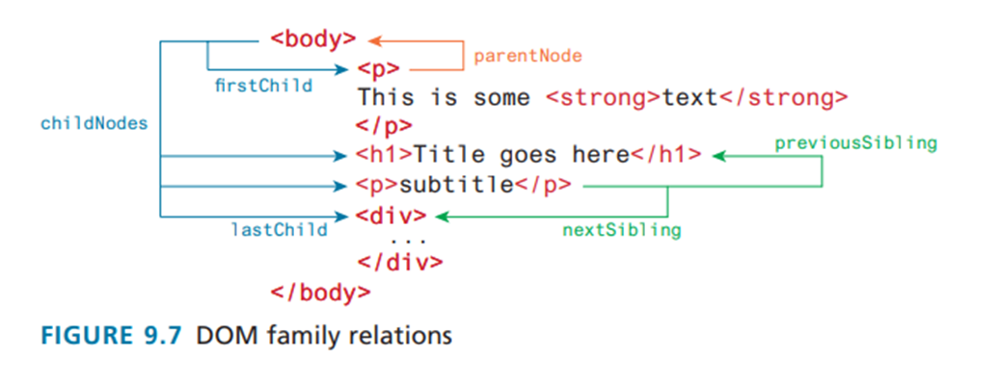 <body>
parentNode
<p>
firstChild
This is some <strong>text</strong>
childNodes
</p>
previousSibling
<h1>Title goes here</h1>
<p>subtitle</p>
<div>
lastChild
nextSibling
...
</div>
</body>
FIGURE 9.7 DOM family relations